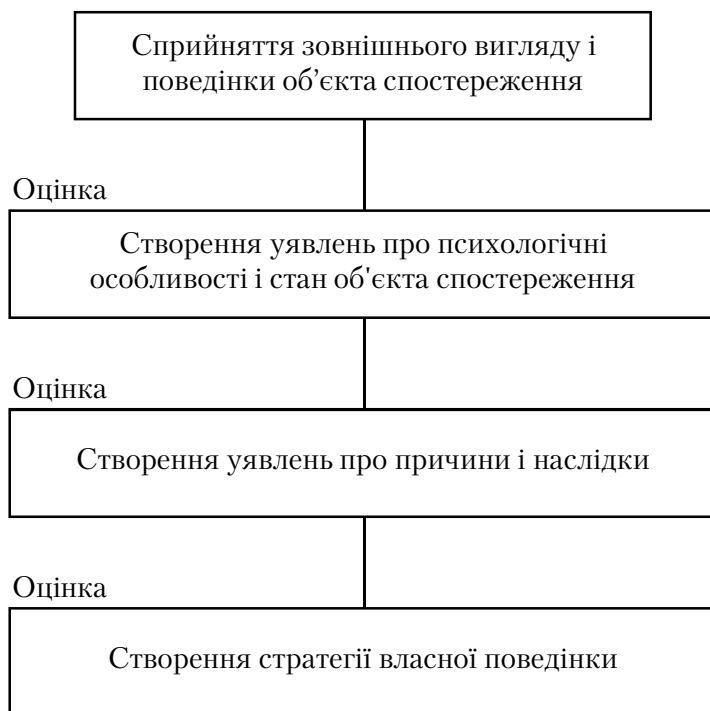 Сприйняття зовнішнього вигляду і
поведінки об’єкта спостереження
Оцінка
Створення уявлень про психологічні
особливості і стан об'єкта спостереження
Оцінка
Створення уявлень про причини і наслідки
Оцінка
Створення стратегії власної поведінки